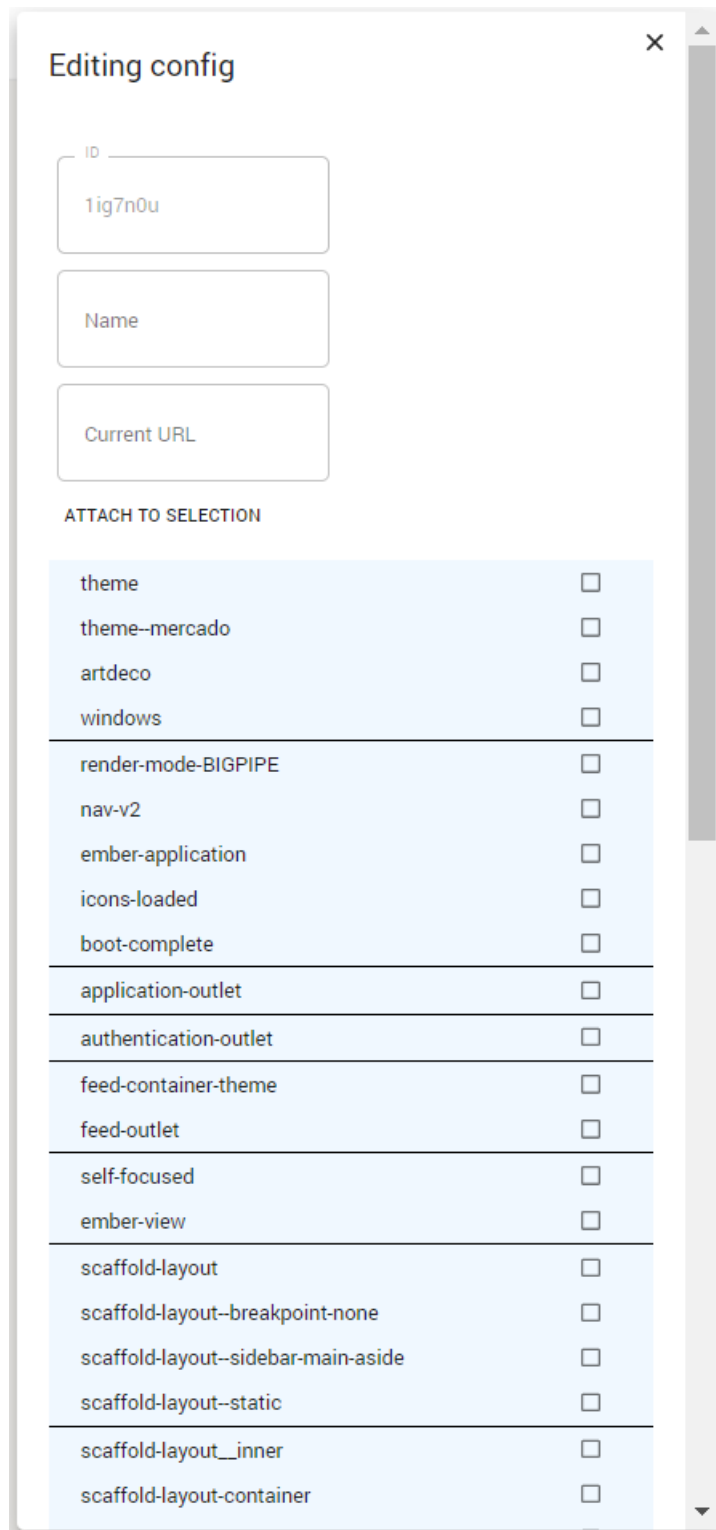 Editing config
ID
1ig7n0u
Name
Current URL
ATTACH TO SELECTION
theme
theme--mercado
artdeco
windows
render-mode-BIGPIPE
nav-v2
ember-application
icons-loaded
boot-complete
application-outlet
authentication-outlet
feed-container-theme
feed-outlet
self-focused
ember-view
scaffold-layout
scaffold-layout--breakpoint-none
scaffold-layout--sidebar-main-aside
scaffold-layout--static
scaffold-layout__inner
scaffold-layout-container